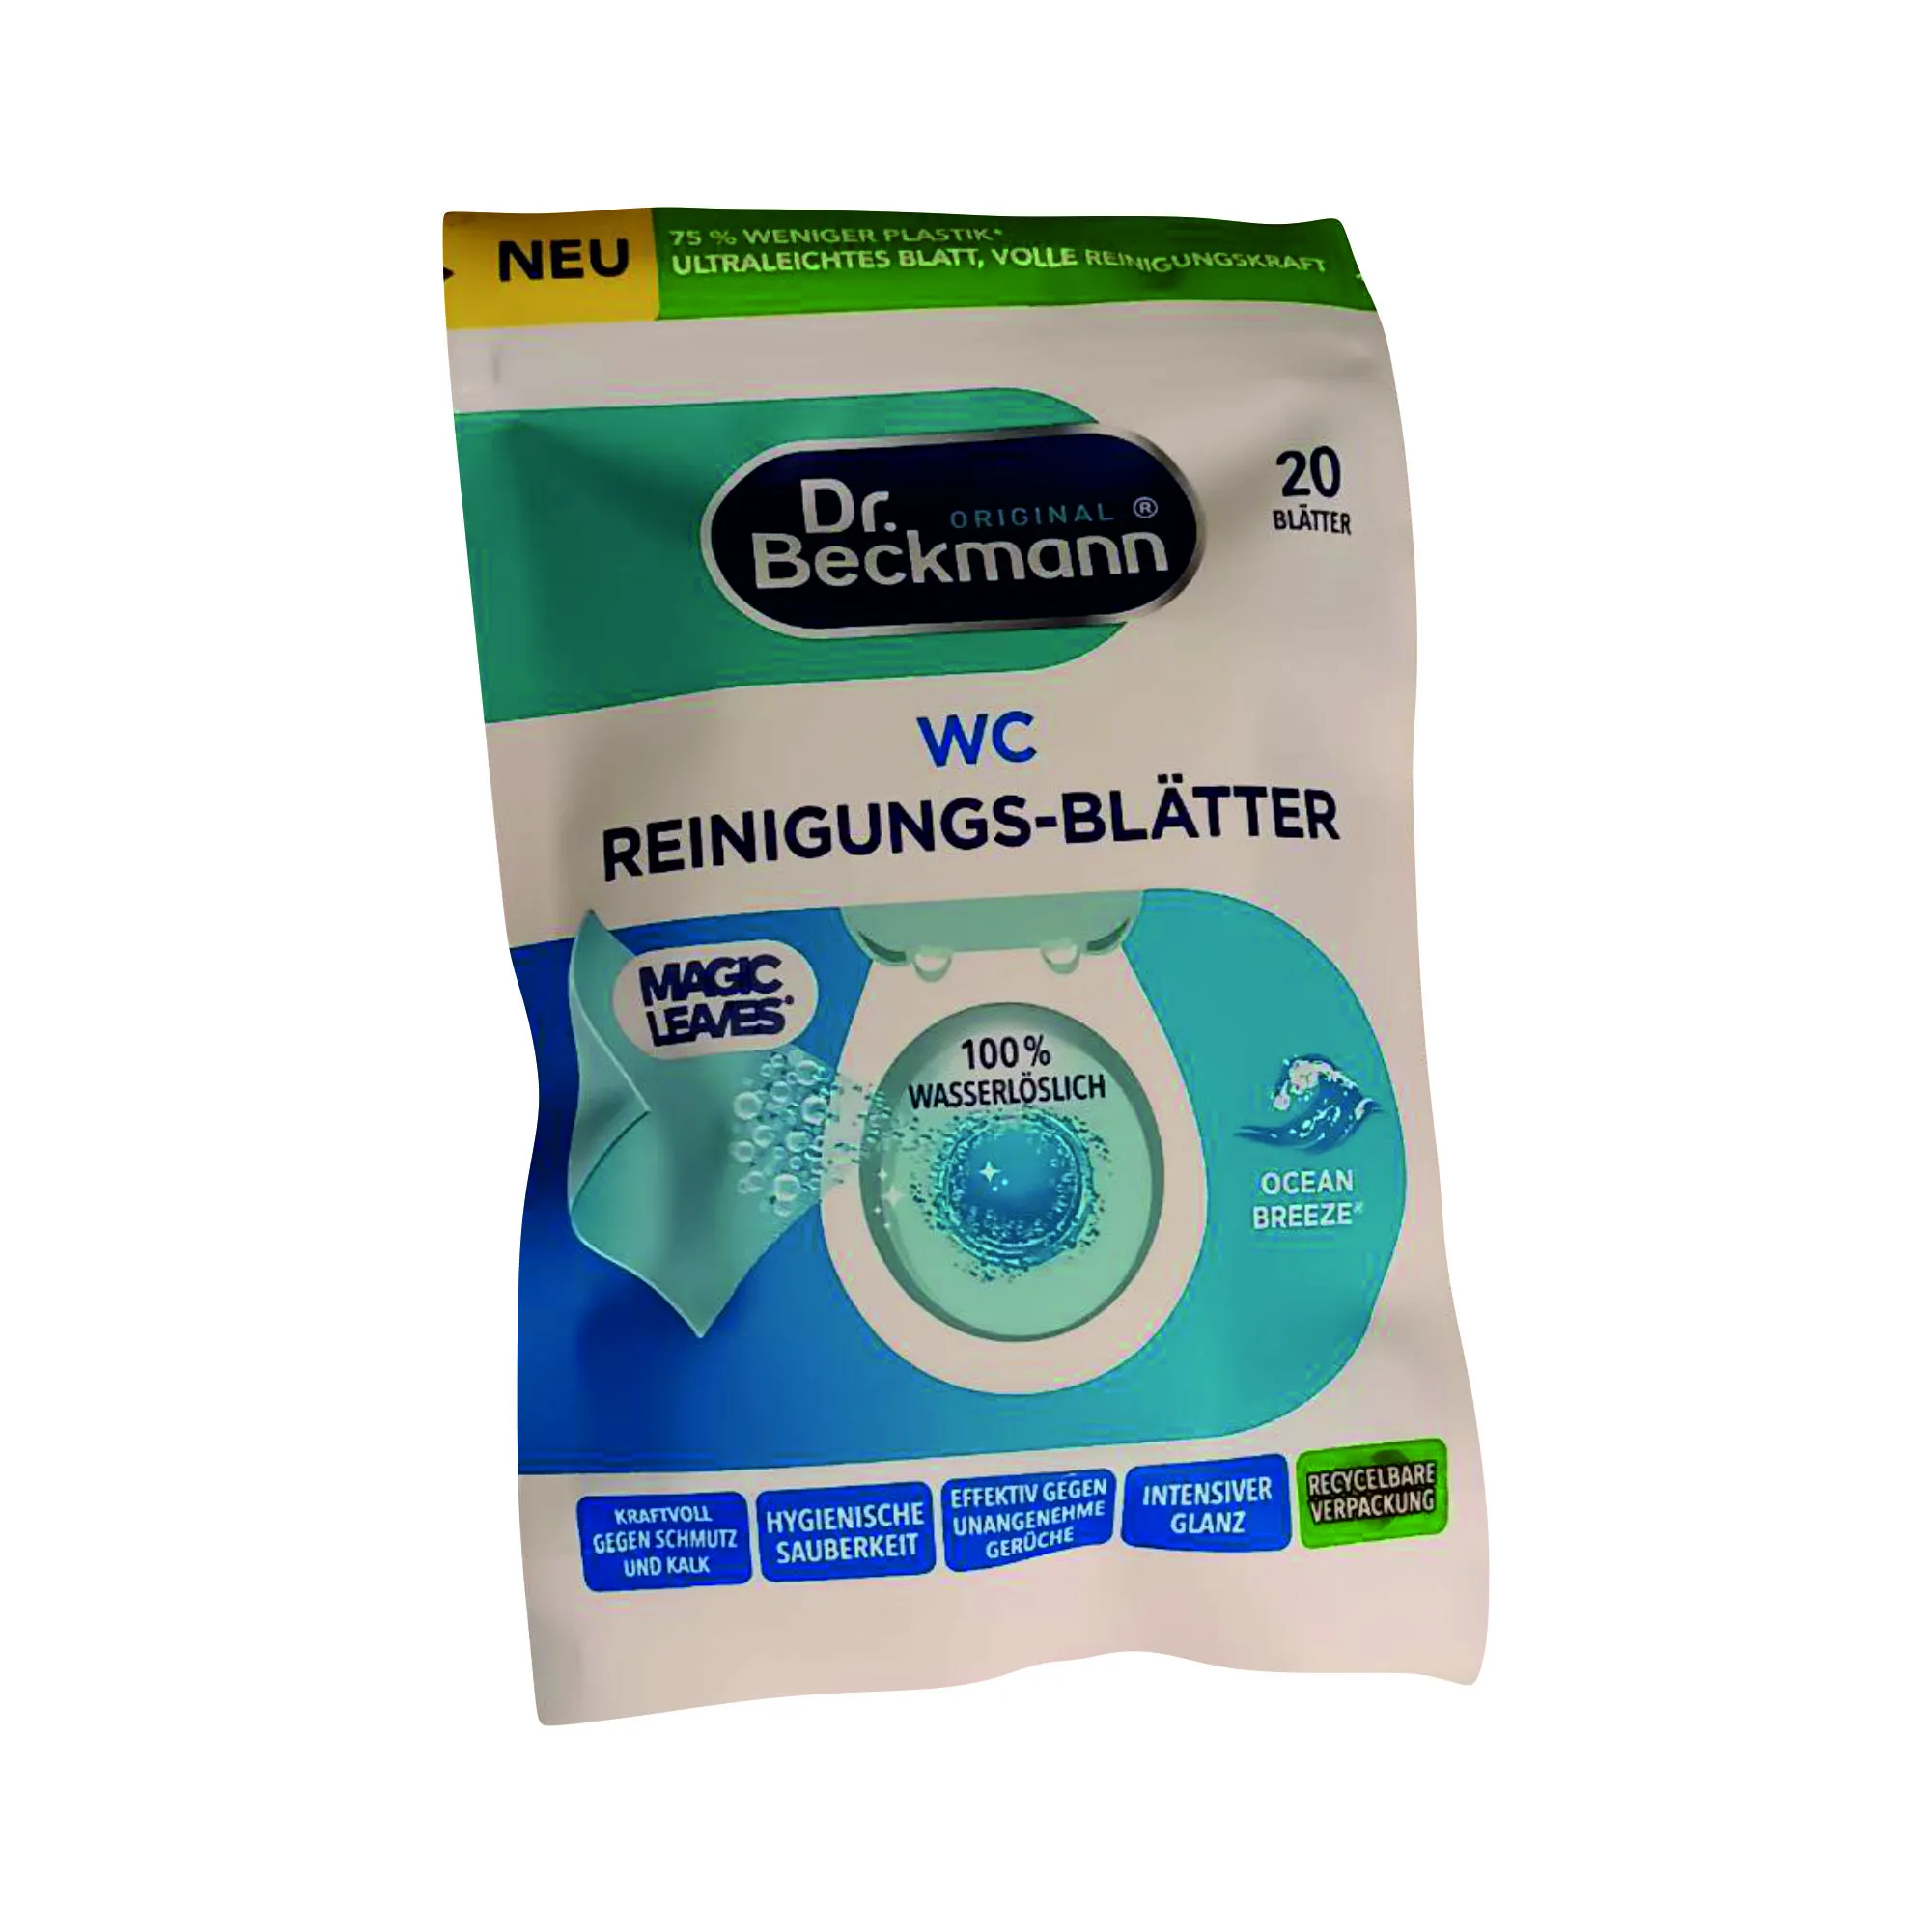 NEU
75 % WENIGER PLASTIK*
ULTRALEICHTES BLATT, VOLLE REINIGUNGSKRAFT
Dr. ORIGINAL ®
Beckmann
20
BLÄTTER
WC
REINIGUNGS-BLÄTTER
MAGIC
LEAVES*
100 %
WASSERLÖSLICH
OCEAN
BREEZE*
KRAFTVOLL
GEGEN SCHMUTZ
UND KALK
HYGIENISCHE
SAUBERKEIT
EFFEKTIV GEGEN
UNANGENEHME
GERÜCHE
INTENSIVER
GLANZ
RECYCELBARE
VERPACKUNG